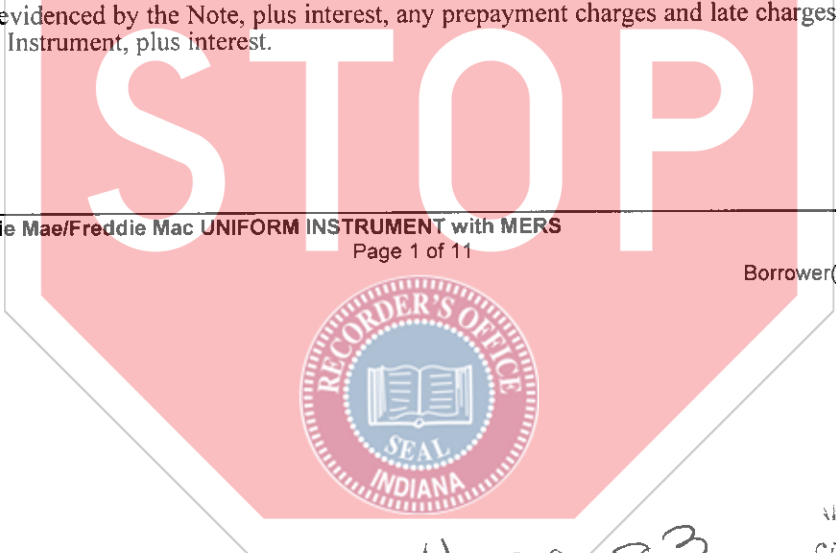 evidenced by the Note, plus interest, any prepayment charges and late charges
Instrument, plus interest.
STOP
ie Mae/Freddie Mac UNIFORM INSTRUMENT with MERS
Page 1 of 11
Borrower(
RECORDER'S OFFICE
SEAL
INDIANA